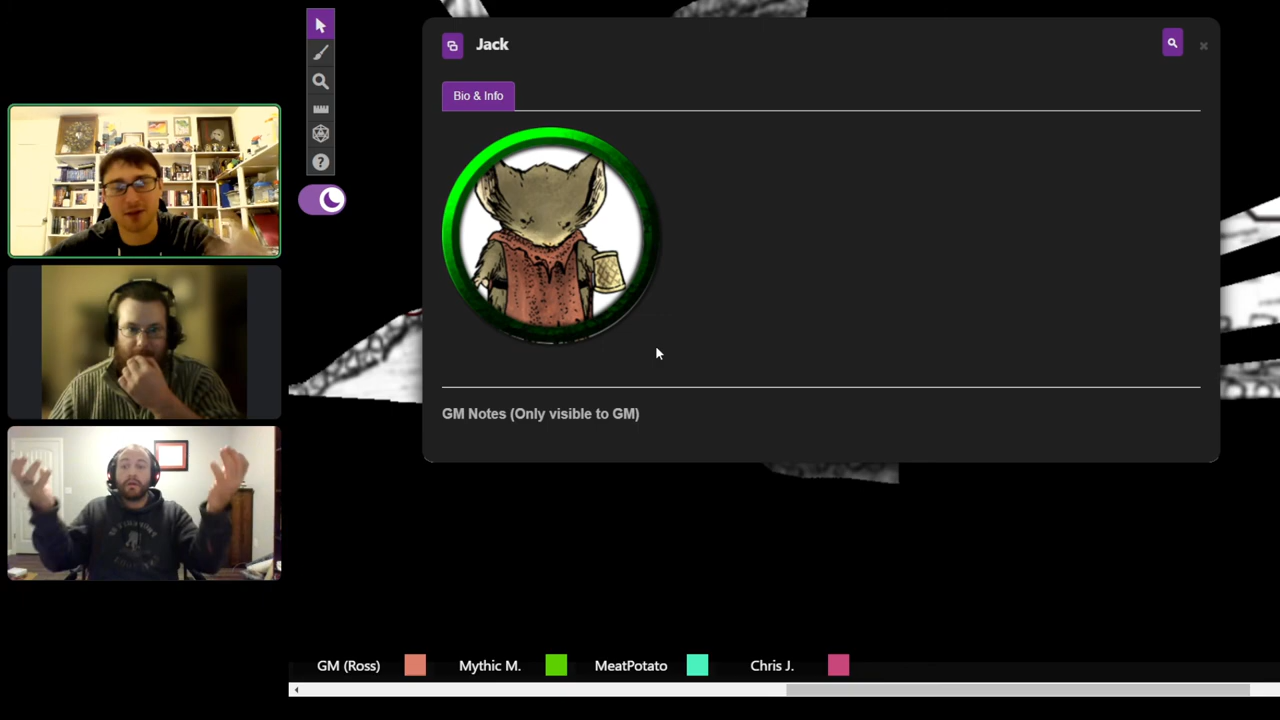 Jack
Bio & Info
GM Notes (Only visible to GM)
GM (Ross) Mythic M. MeatPotato Chris J.